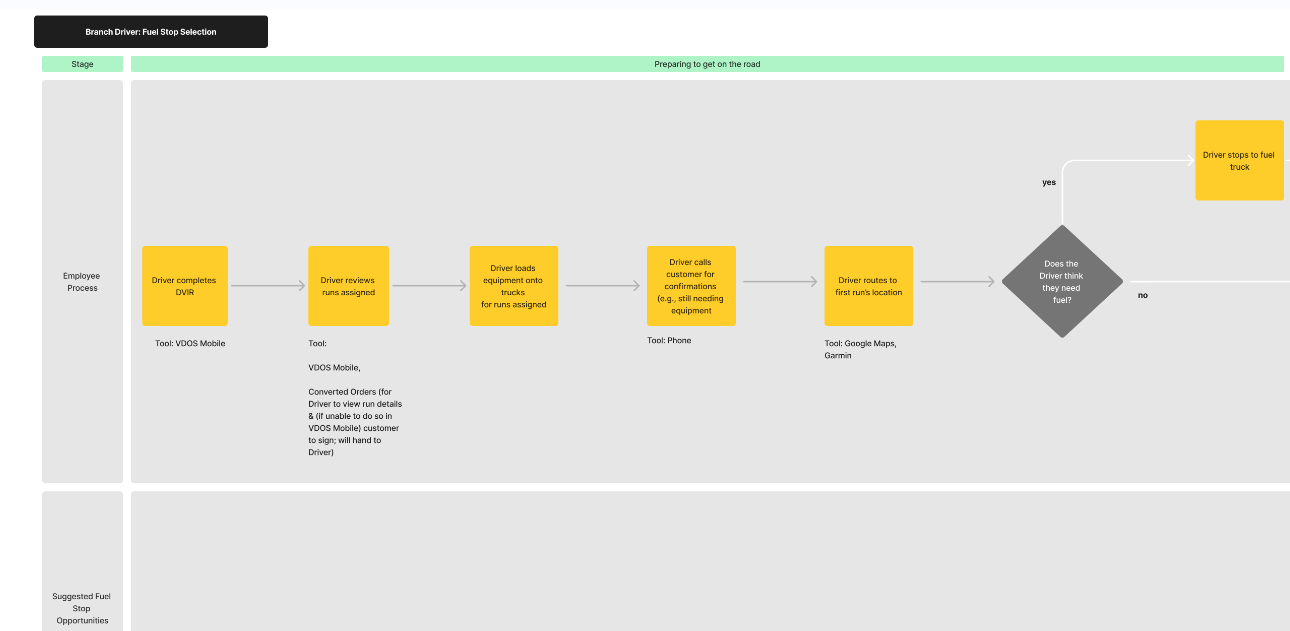 Branch Driver: Fuel Stop Selection
Stage
Preparing to get on the road
Employee
Process
Driver completes
DVIR
Tool: VDOS Mobile
Driver reviews
runs assigned
Tool:
VDOS Mobile,
Converted Orders (for
Driver to view run details
& (if unable to do so in
VDOS Mobile) customer
to sign; will hand to
Driver)
Driver loads
equipment onto
trucks
for runs assigned
Driver calls
customer for
confirmations
(e.g., still needing
equipment
Tool: Phone
Driver routes to
first run's location
Tool: Google Maps,
Garmin
Does the
Driver think
they need
fuel?
yes
no
Driver stops to fuel
truck
Suggested Fuel
Stop
Opportunities